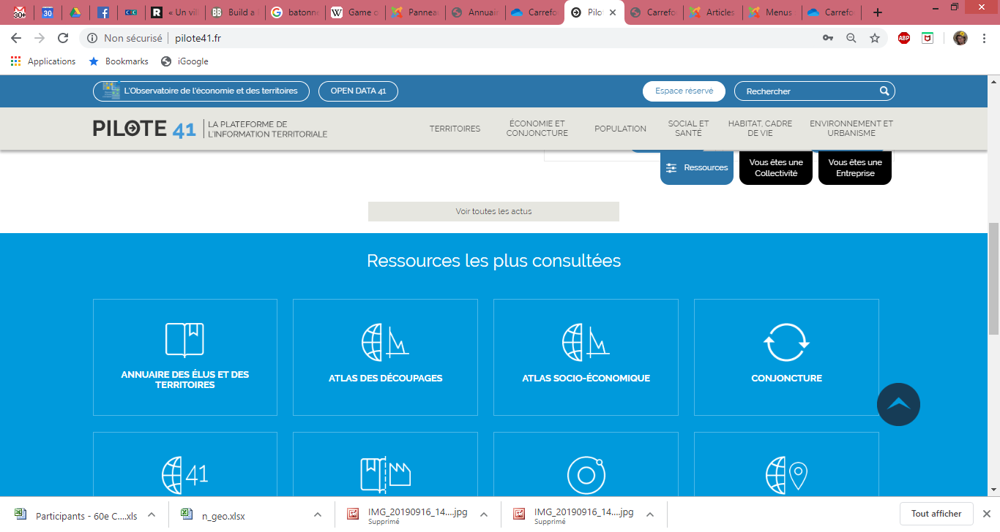 30+
30
CIC
R « Un vil
BB Build a
G batonne
W Game o
Panneau
Annuair
Carrefo
Pilo
Carrefo
Articles
Menus
Carrefo
Non sécurisé pilote41.fr
ABP
Applications Bookmarks iGoogle
L'Observatoire de l'économie et des territoires OPEN DATA 41 Espace réservé Rechercher
PILOTE 41
LA PLATEFORME DE
L'INFORMATION TERRITORIALE
TERRITOIRES
ÉCONOMIE ET
CONJONCTURE
POPULATION
SOCIAL ET
SANTÉ
HABITAT, CADRE
DE VIE
ENVIRONNEMENT ET
URBANISME
Ressources
Vous êtes une
Collectivité
Vous êtes une
Entreprise
Voir toutes les actus
Ressources les plus consultées
ANNUAIRE DES ÉLUS ET DES
TERRITOIRES
ATLAS DES DÉCOUPAGES
ATLAS SOCIO-ÉCONOMIQUE
CONJONCTURE
41
Participants - 60e C....xls
n_geo.xlsx
IMG_20190916_14....jpg
Supprimé
IMG_20190916_14....jpg
Supprimé
Tout afficher